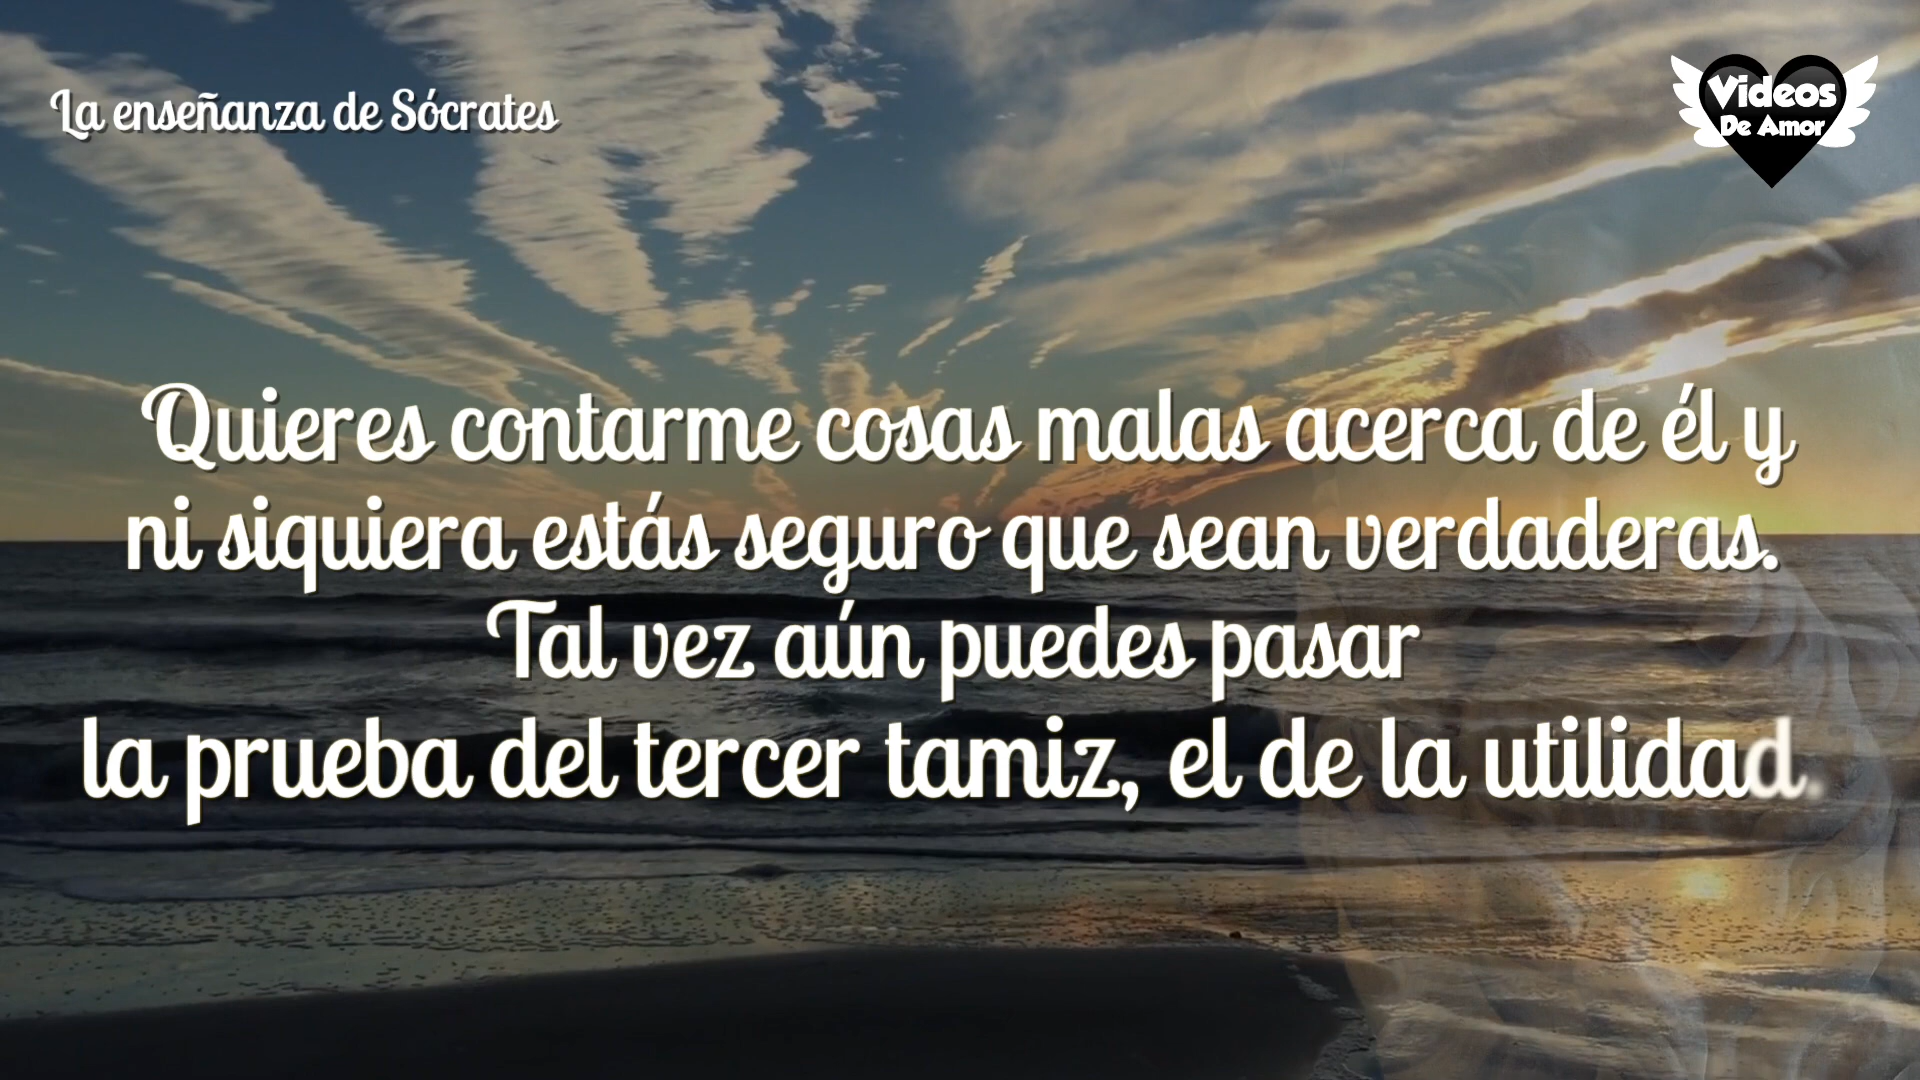 La enseñanza de Sócrates
Videos
De Amor
Quieres contarme cosas malas acerca de él y
ni siquiera estás seguro que sean verdaderas.
Tal vez aún puedes pasar
la prueba del tercer tamiz, el de la utilidad.